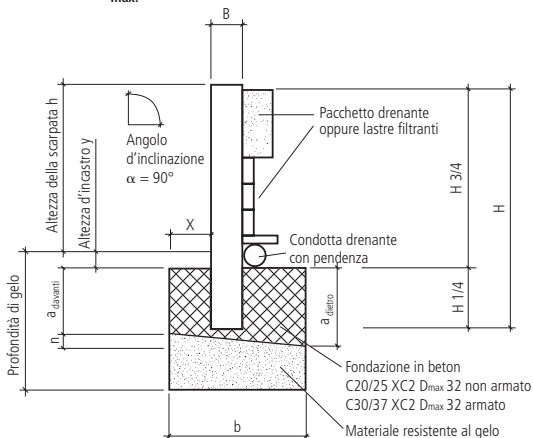 max.
B
Altezza della scarpata h
Altezza d'incastro y
Angolo
d'inclinazione
α = 90°
Pacchetto drenante
oppure lastre filtranti
H 3/4
H
X
Condotta drenante
con pendenza
Profondità di gelo
a davanti
n
a dietro
H 1/4
Fondazione in beton
C20/25 XC2 Dmax 32 non armato
C30/37 XC2 Dmax 32 armato
b
Materiale resistente al gelo